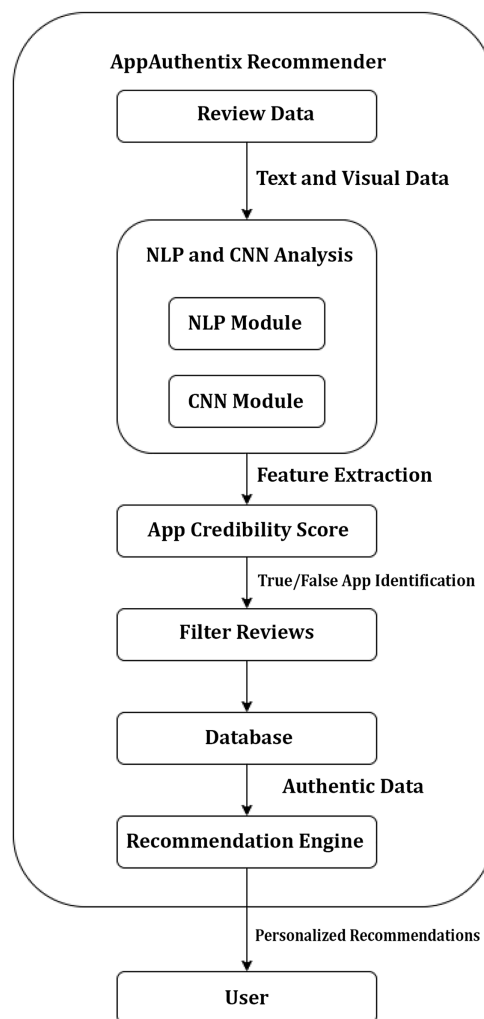 AppAuthentix Recommender
Review Data
Text and Visual Data
NLP and CNN Analysis
NLP Module
CNN Module
Feature Extraction
App Credibility Score
True/False App Identification
Filter Reviews
Database
Authentic Data
Recommendation Engine
Personalized Recommendations
User